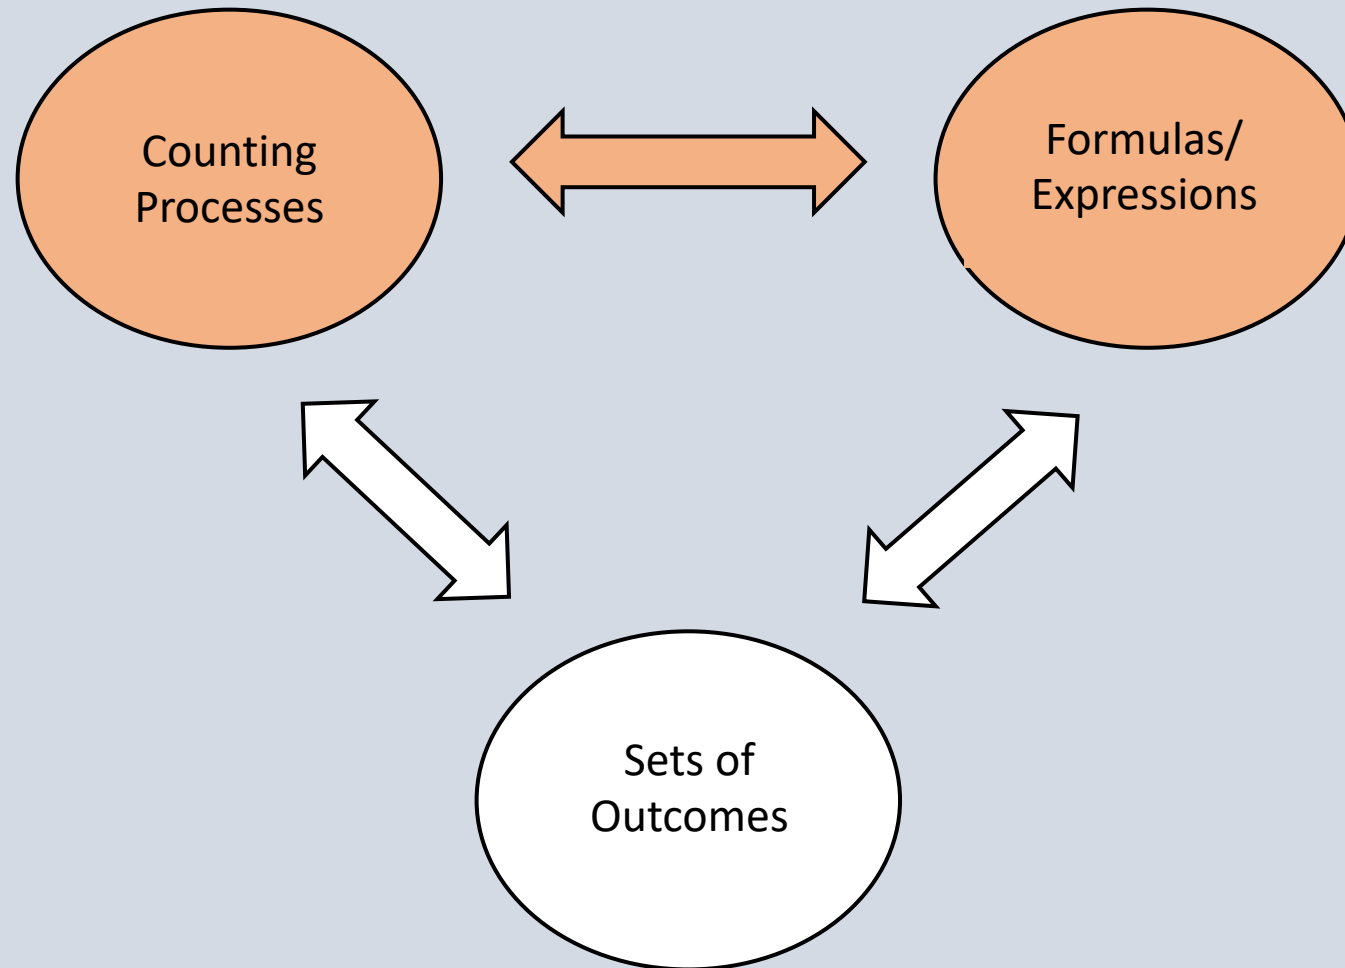 Counting
Processes
Formulas/
Expressions
Sets of
Outcomes